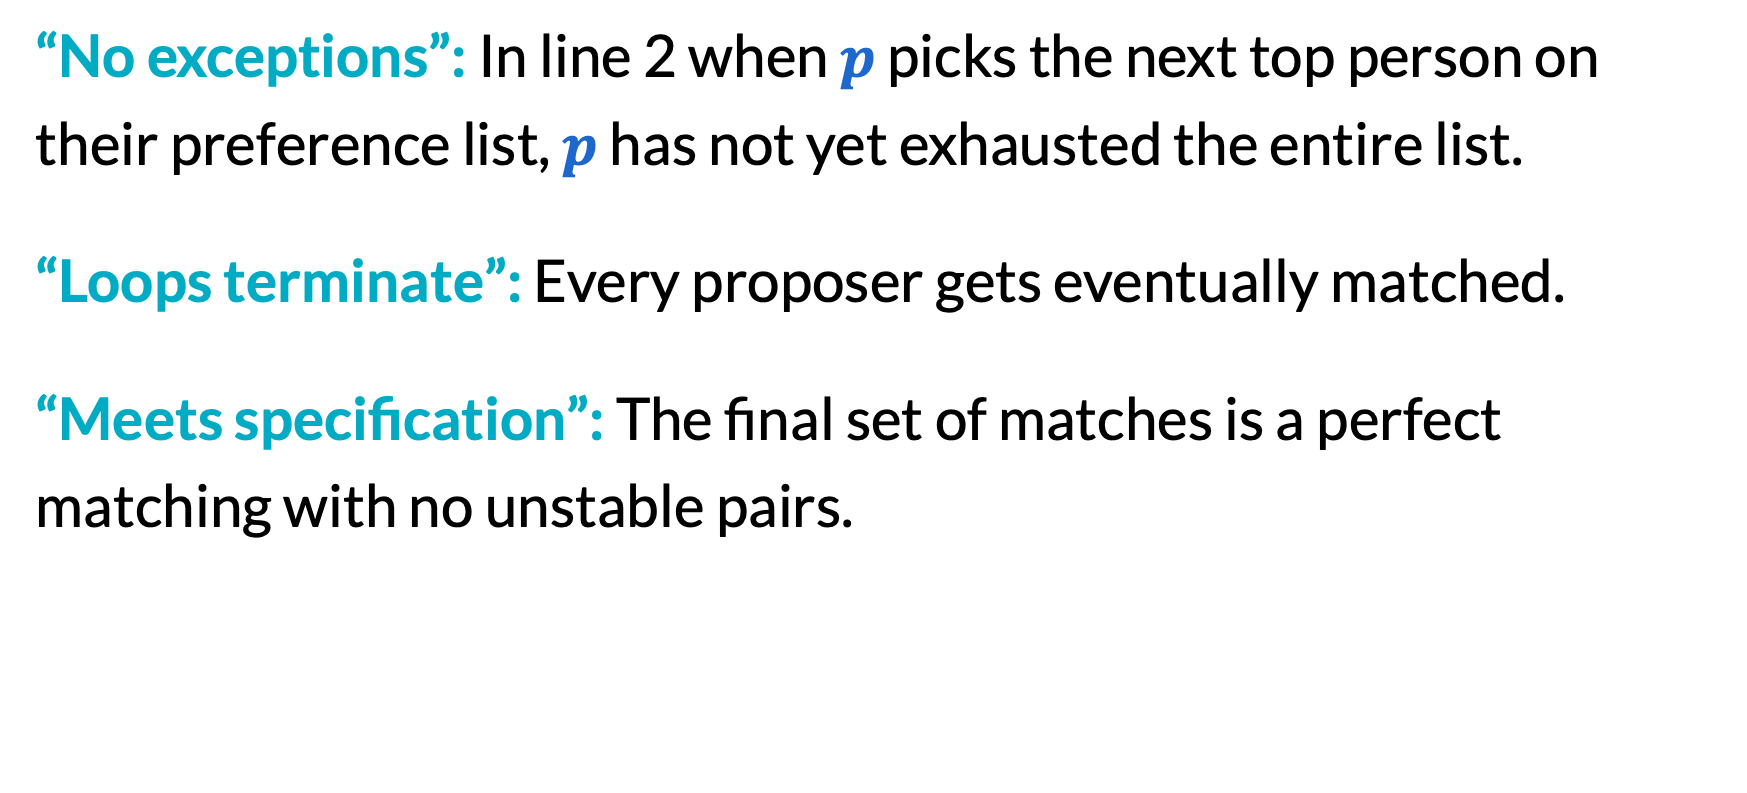 “No exceptions”: In line 2 when p picks the next top person on
their preference list, p has not yet exhausted the entire list.
“Loops terminate”: Every proposer gets eventually matched.
“Meets specification”: The final set of matches is a perfect
matching with no unstable pairs.